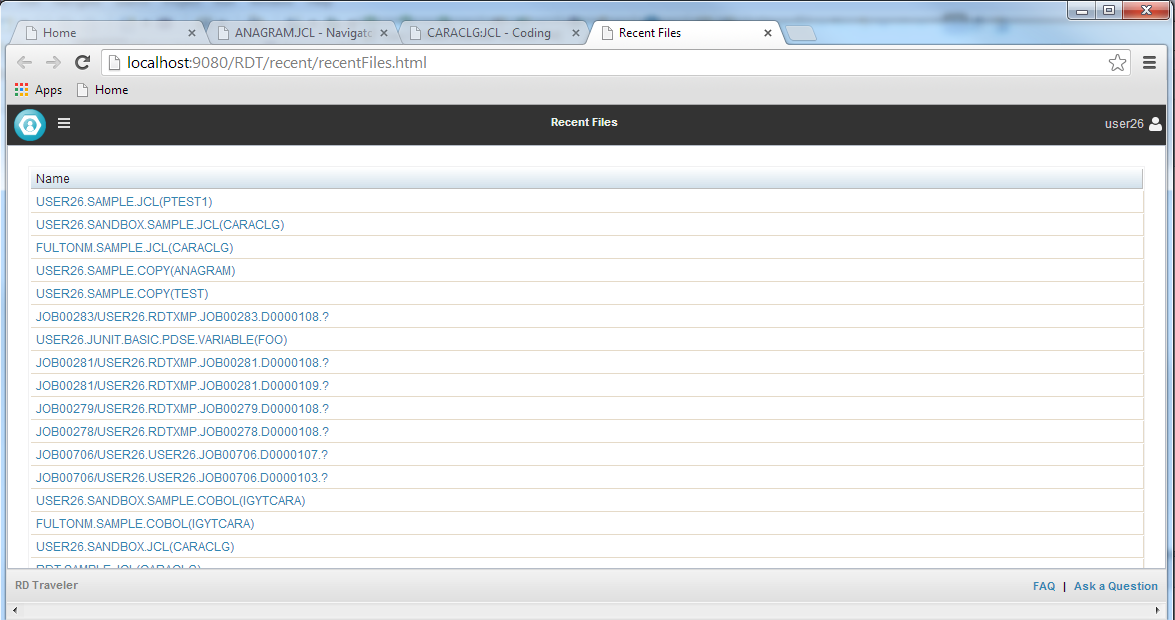 Home
ANAGRAM.JCL - Navigato
CARACLG.JCL - Coding
Recent Files
localhost:9080/RDT/recent/recentFiles.html
Apps Home
Recent Files
user26
Name
USER26.SAMPLE.JCL(PTEST1)
USER26.SANDBOX.SAMPLE.JCL(CARACLG)
FULTONM.SAMPLE.JCL(CARACLG)
USER26.SAMPLE.COPY(ANAGRAM)
USER26.SAMPLE.COPY(TEST)
JOB00283/USER26.RDTXMP.JOB00283.D0000108.?
USER26.JUNIT.BASIC.PDSE.VARIABLE(FOO)
JOB00281/USER26.RDTXMP.JOB00281.D0000108.?
JOB00281/USER26.RDTXMP.JOB00281.D0000109.?
JOB00279/USER26.RDTXMP.JOB00279.D0000108.?
JOB00278/USER26.RDTXMP.JOB00278.D0000108.?
JOB00706/USER26.USER26.JOB00706.D0000107.?
JOB00706/USER26.USER26.JOB00706.D0000103.?
USER26.SANDBOX.SAMPLE.COBOL(IGYTCARA)
FULTONM.SAMPLE.COBOL(IGYTCARA)
USER26.SANDBOX.JCL(CARACLG)
RDT.SAMPLE.JCL(CARACLG)
RD Traveler
FAQ | Ask a Question